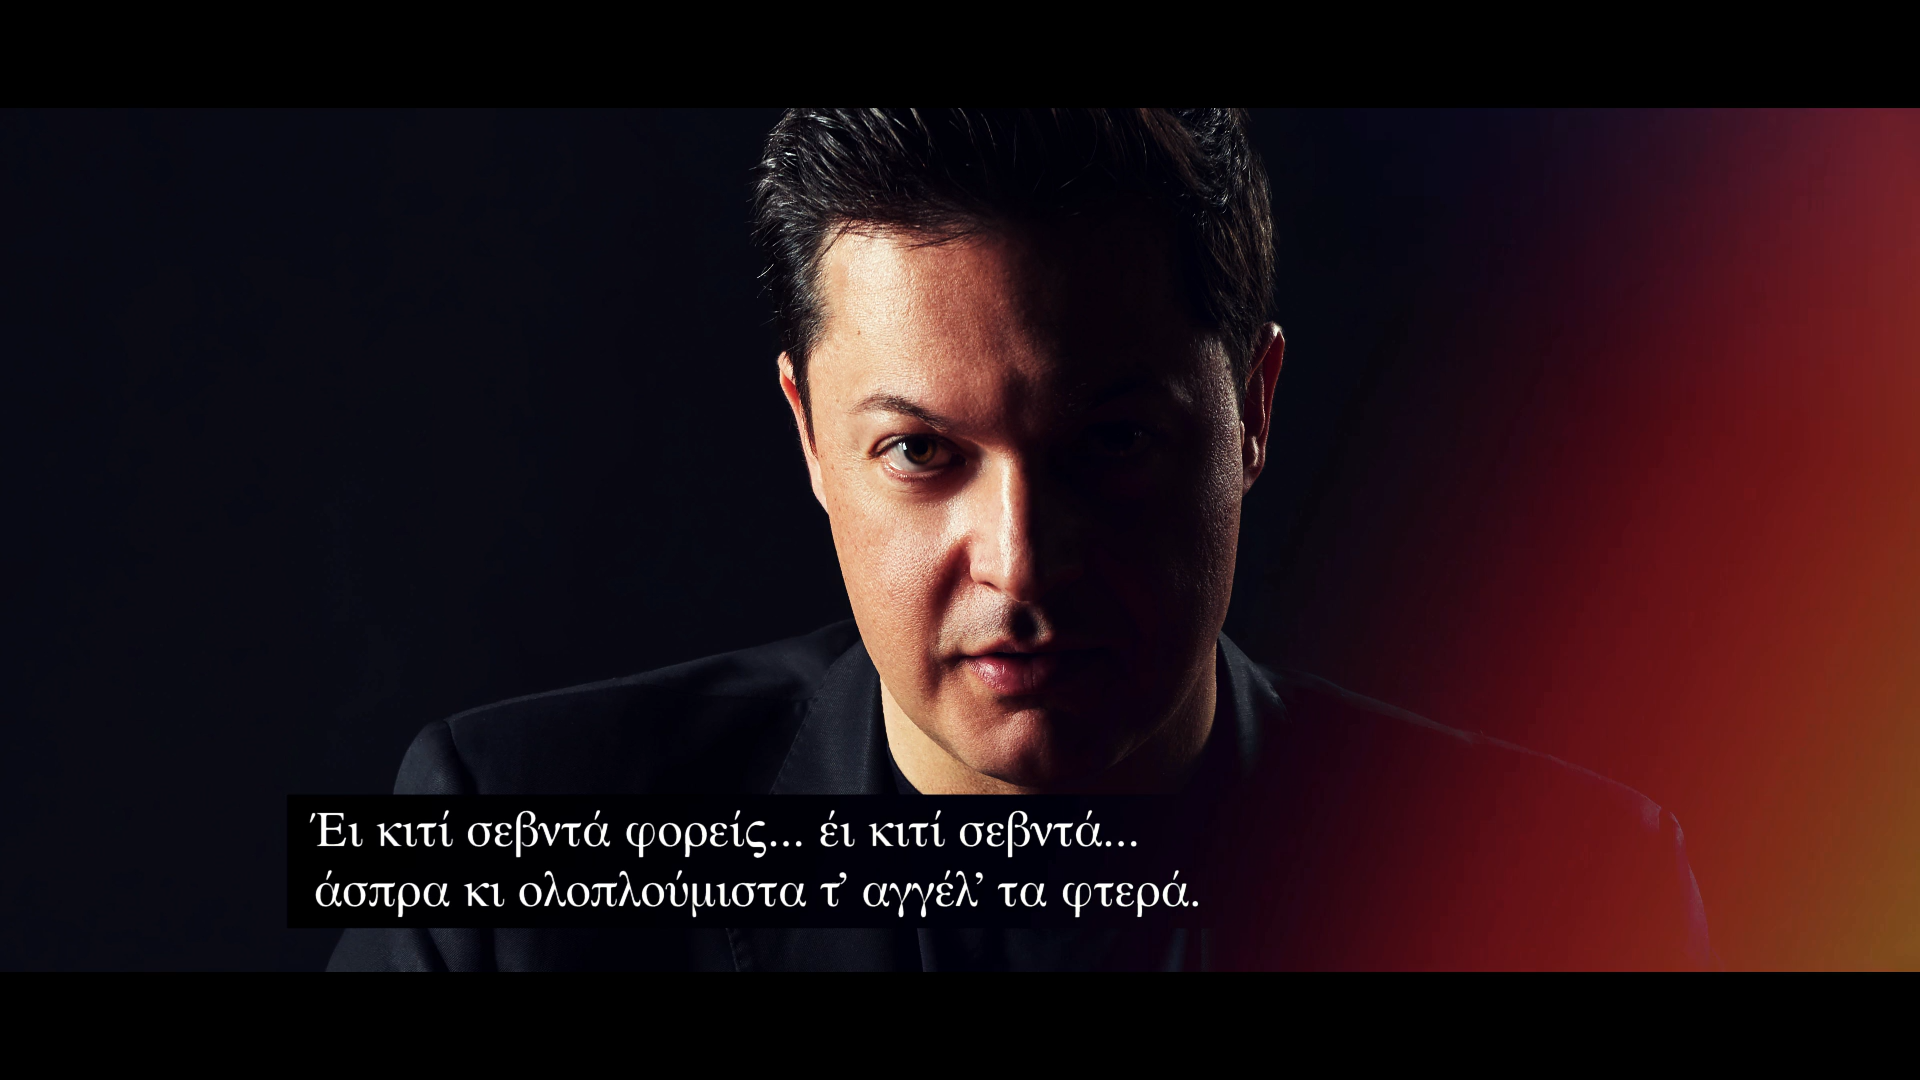 Έι κιτί σεβντά φορείς... έι κιτί σεβντά...
άσπρα κι ολοπλούμιστα τ’ αγγέλ’ τα φτερά.